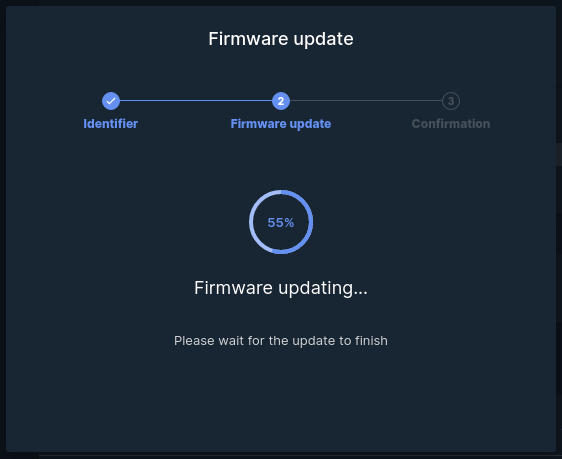 Firmware update
2
3
Identifier
Firmware update
Confirmation
55%
Firmware updating...
Please wait for the update to finish